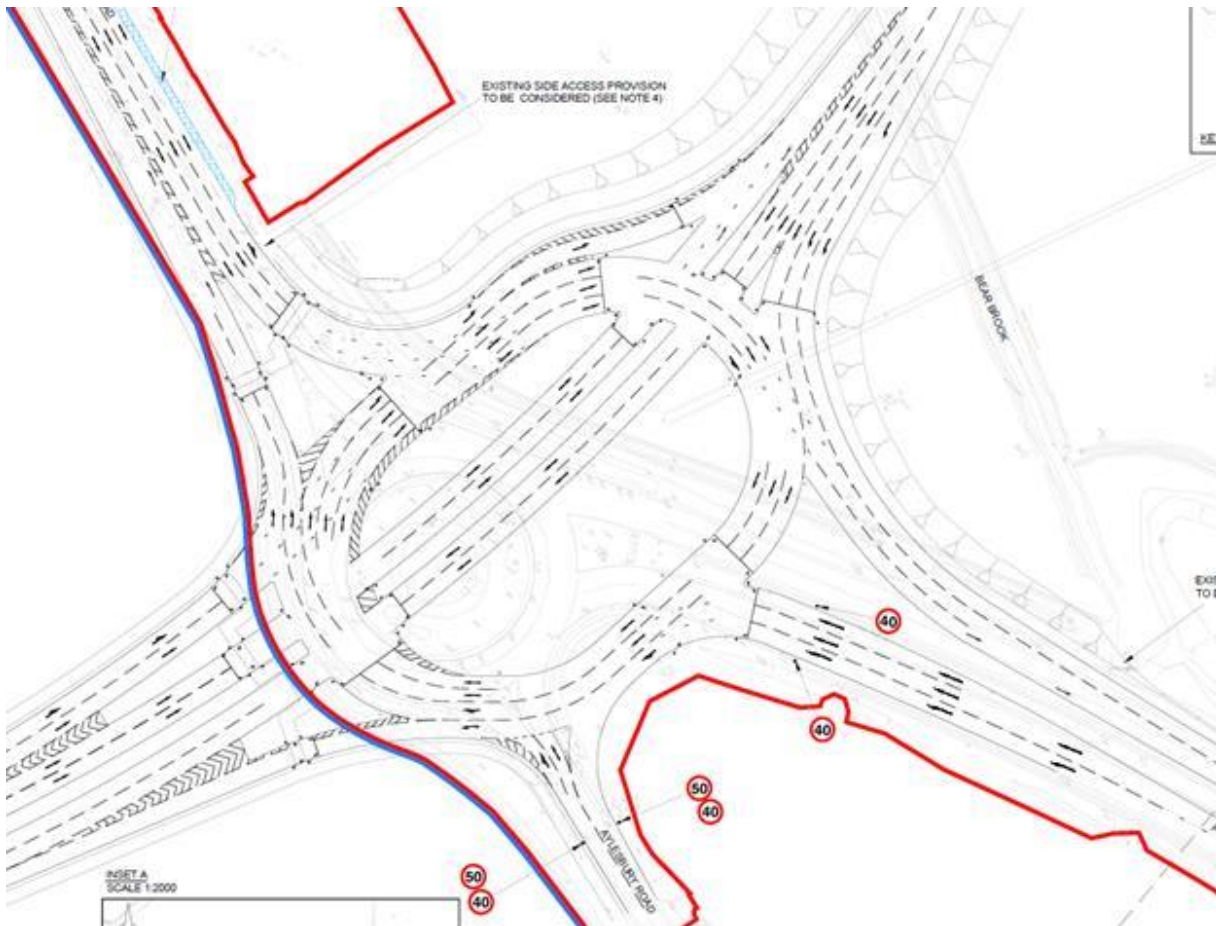 EXISTING SIDE ACCESS PROVISION
TO BE CONSIDERED (SEE NOTE 4)
BEAR BROOK
40
40
50
40
AYLESBURY ROAD
50
40
INSET A
SCALE 1:2000